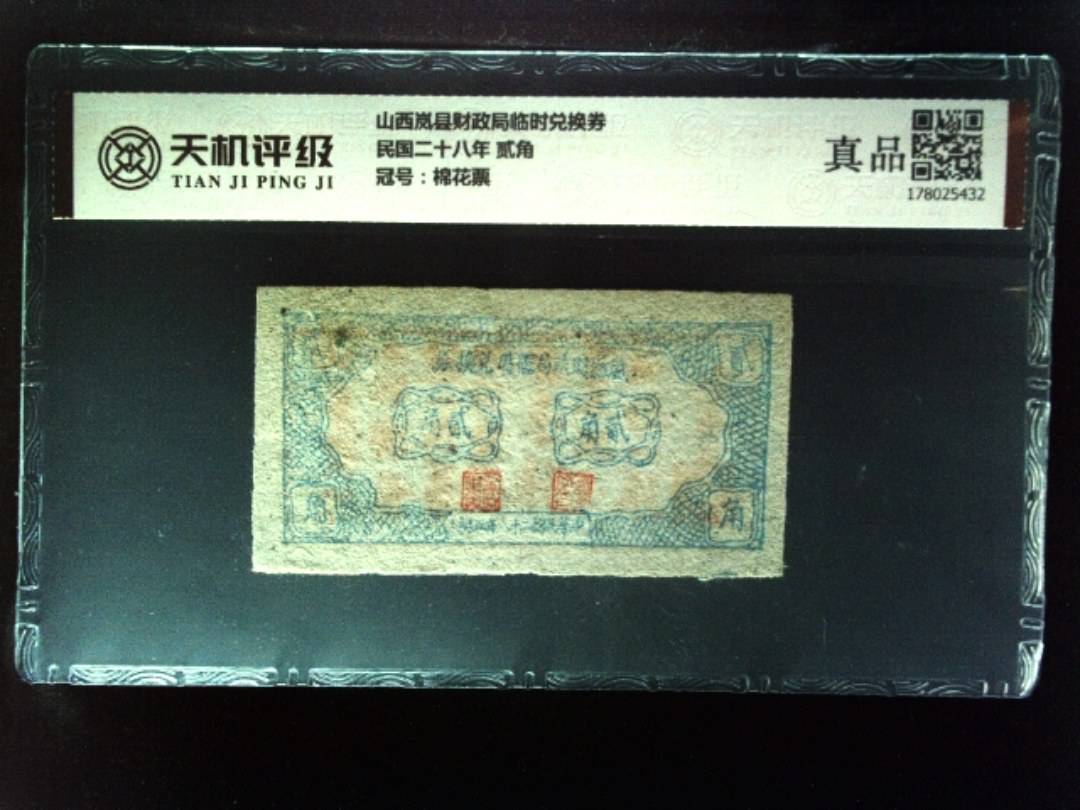 天机评级
TIAN JI PING JI
山西岚县财政局临时兑换券
民国二十八年 贰角
冠号：棉花票
真品
178025432
角贰
角贰
角
角